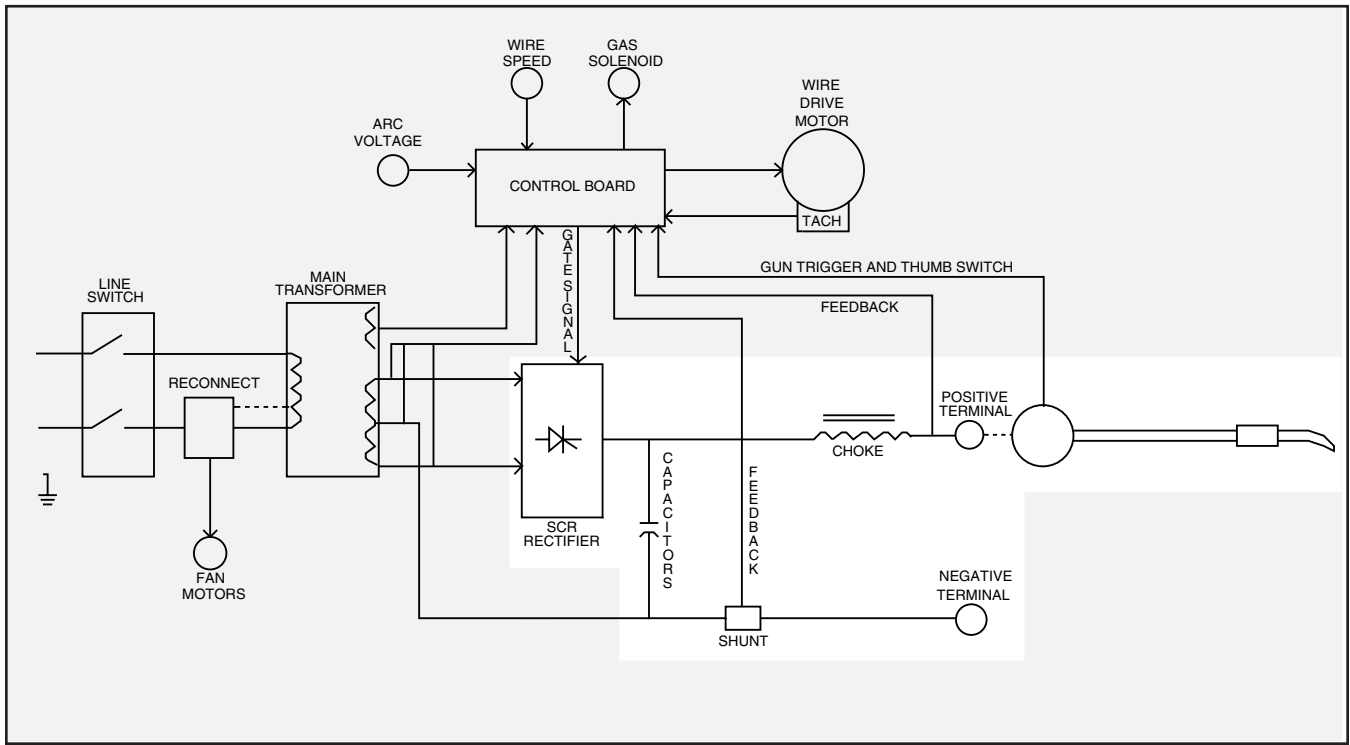 WIRE
SPEED
GAS
SOLENOID
WIRE
DRIVE
MOTOR
ARC
VOLTAGE
CONTROL BOARD
TACH
GATE SIGNAL
GUN TRIGGER AND THUMB SWITCH
FEEDBACK
LINE
SWITCH
MAIN
TRANSFORMER
RECONNECT
POSITIVE
TERMINAL
CHOKE
CAPACITORS
FEEDBACK
SCR
RECTIFIER
FAN
MOTORS
NEGATIVE
TERMINAL
SHUNT